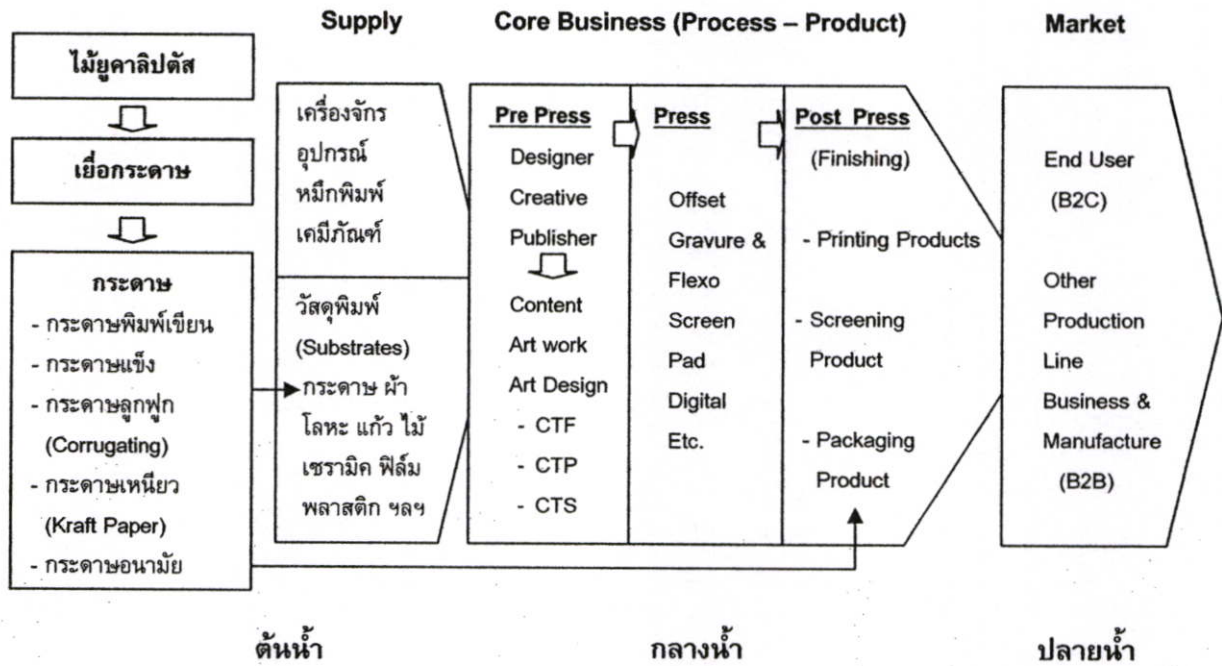 Supply
Core Business (Process – Product)
Market
ไม้ยูคาลิปตัส
เยื่อกระดาษ
กระดาษ
- กระดาษพิมพ์เขียน
- กระดาษแข็ง
- กระดาษลูกฟูก
(Corrugating)
- กระดาษเหนียว
(Kraft Paper)
- กระดาษอนามัย
เครื่องจักร
อุปกรณ์
หมึกพิมพ์
เคมีภัณฑ์
วัสดุพิมพ์
(Substrates)
กระดาษ ผ้า
โลหะ แก้ว ไม้
เซรามิค ฟิล์ม
พลาสติก ฯลฯ
Pre Press
Designer
Creative
Publisher
Content
Art work
Art Design
- CTF
- CTP
- CTS
Press
Offset
Gravure &
Flexo
Screen
Pad
Digital
Etc.
Post Press
(Finishing)
- Printing Products
- Screening
Product
- Packaging
Product
End User
(B2C)
Other
Production
Line
Business &
Manufacture
(B2B)
ต้นน้ำ
กลางน้ำ
ปลายน้ำ